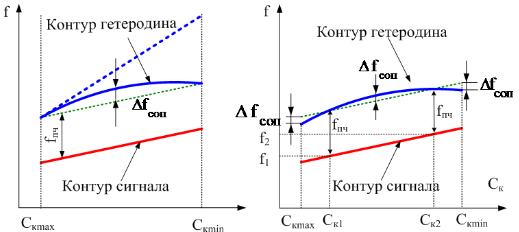 f
Контур гетеродина
Δfсоп
fпч
Контур сигнала
Cкmax
Cкmin
f
Контур гетеродина
Δfсоп
Δfсоп
Δfсоп
fпч
fпч
f2
f1
Контур сигнала
Cк
Cкmax
Cк1
Cк2
Cкmin